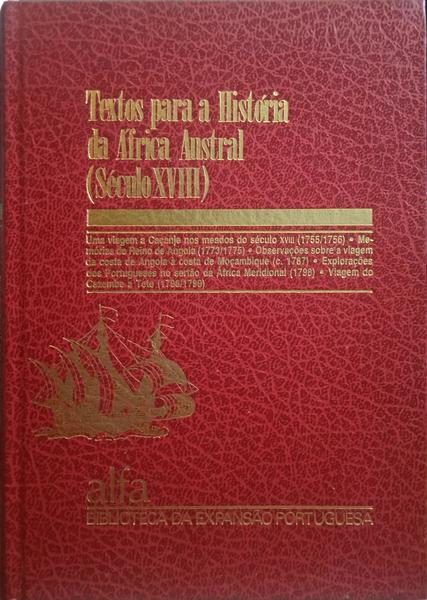 Textos para a História
da África Austral
(Século XVIII)
Uma viagem a Caçanje nos meados do século XVIII (1755/1756) • Me-
mórias do Reino de Angola (1773/1775) • Observações sobre a viagem
da costa de Angola à costa de Moçambique (c. 1787) • Explorações
dos Portugueses no sertão da África Meridional (1798) • Viagem do
Cazembe a Tete (1798/1799)
alfa
BIBLIOTECA DA EXPANSÃO PORTUGUESA